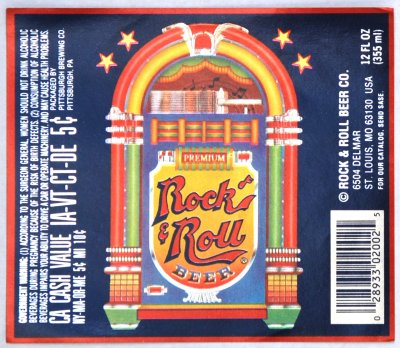 GOVERNMENT WARNING: (1) ACCORDING TO THE SURGEON GENERAL, WOMEN SHOULD NOT DRINK ALCOHOLIC
BEVERAGES DURING PREGNANCY BECAUSE OF THE RISK OF BIRTH DEFECTS. (2) CONSUMPTION OF ALCOHOLIC
BEVERAGES IMPAIRS YOUR ABILITY TO DRIVE A CAR OR OPERATE MACHINERY AND MAY CAUSE HEALTH PROBLEMS.
CA CASH VALUE IA-VT-CT-DE 5¢
NY-MA-OR-ME 5¢ MI 10¢
PACKAGED BY
PITTSBURGH BREWING CO
PITTSBURGH, PA
PREMIUM
Rock
& Roll
BEER
®
© ROCK & ROLL BEER CO.
6504 DELMAR
ST. LOUIS, MO 63130 USA
FOR OUR CATALOG, SEND SASE.
12 FL OZ
(355 ml)
0 28933 02002 5